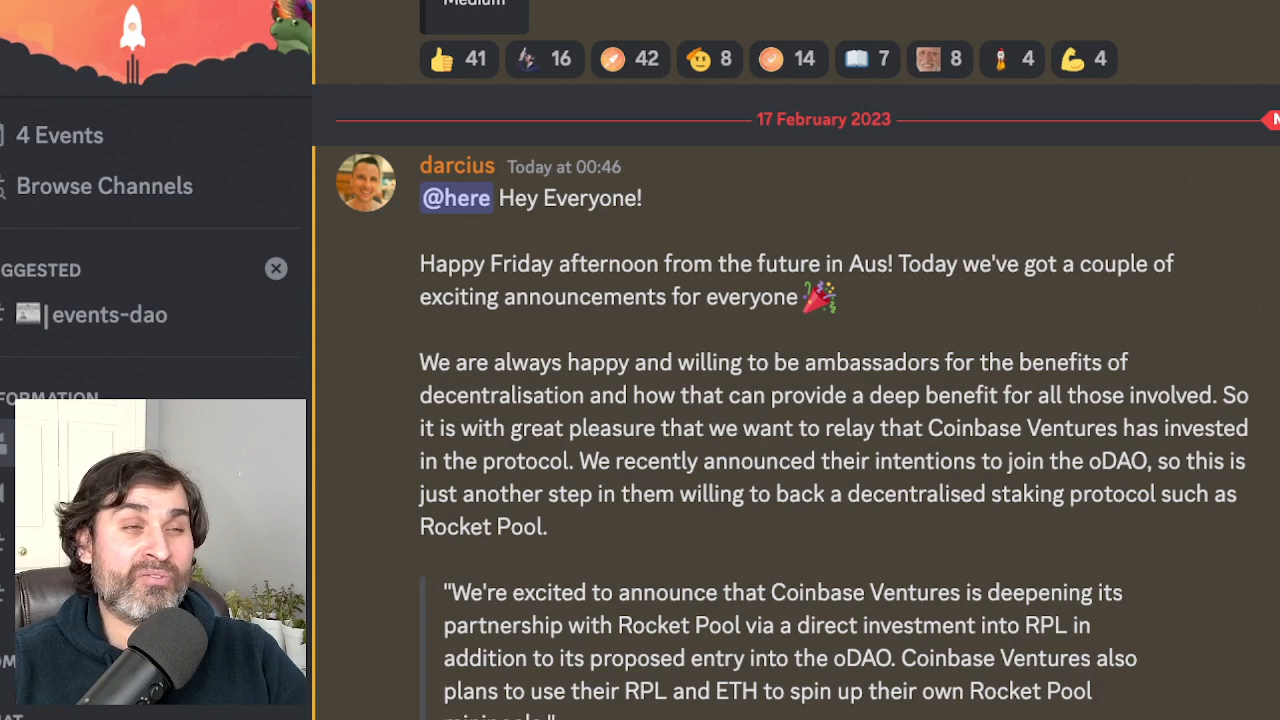 Medium
41 16 42 8 14 7 8 4 4
4 Events
Browse Channels
17 February 2023
darcius Today at 00:46
@here Hey Everyone!
GGESTED
events-dao
FORMATION
Happy Friday afternoon from the future in Aus! Today we've got a couple of
exciting announcements for everyone
We are always happy and willing to be ambassadors for the benefits of
decentralisation and how that can provide a deep benefit for all those involved. So
it is with great pleasure that we want to relay that Coinbase Ventures has invested
in the protocol. We recently announced their intentions to join the oDAO, so this is
just another step in them willing to back a decentralised staking protocol such as
Rocket Pool.
"We're excited to announce that Coinbase Ventures is deepening its
partnership with Rocket Pool via a direct investment into RPL in
addition to its proposed entry into the oDAO. Coinbase Ventures also
plans to use their RPL and ETH to spin up their own Rocket Pool